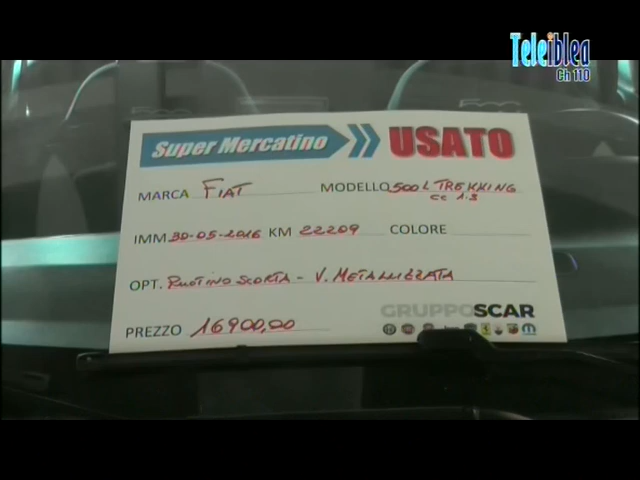 Teleiblea
Ch 110
Super Mercatino USATO
MARCA FIAT MODELLO 500L TREKKING
cc 1.3
IMM 30-05-2016 KM 22209 COLORE
OPT. RUOTINO SCORTA - V. METALLIZZATA
GRUPPOSCAR
PREZZO 16900,00